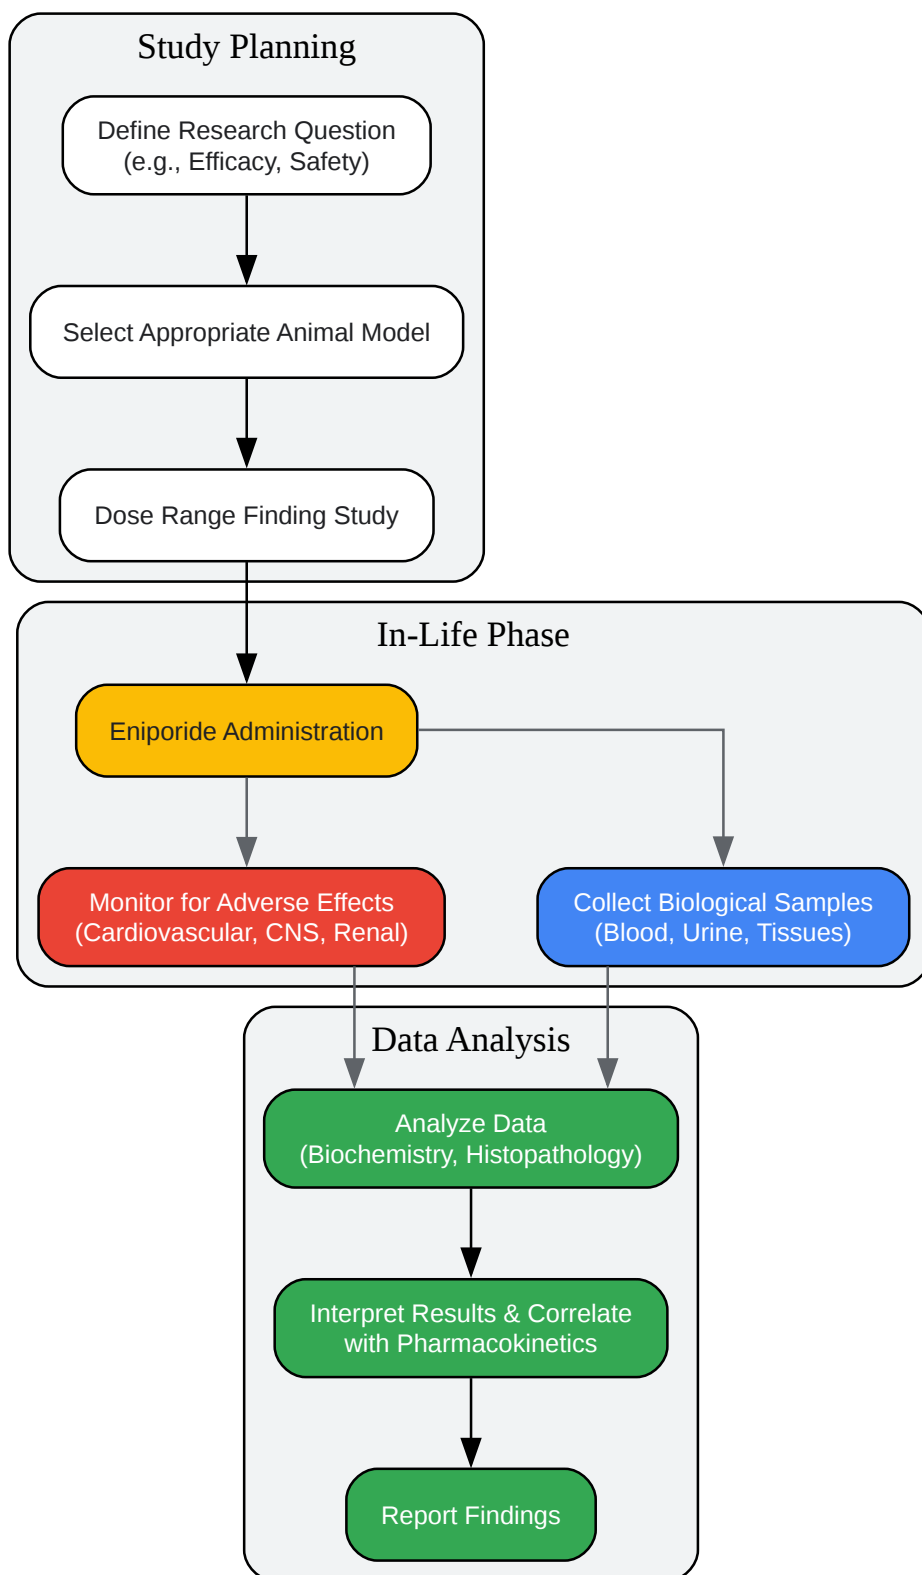 Study Planning
Define Research Question
(e.g., Efficacy, Safety)
Select Appropriate Animal Model
Dose Range Finding Study
In-Life Phase
Eniporide Administration
Monitor for Adverse Effects
(Cardiovascular, CNS, Renal)
Collect Biological Samples
(Blood, Urine, Tissues)
Data Analysis
Analyze Data
(Biochemistry, Histopathology)
Interpret Results & Correlate
with Pharmacokinetics
Report Findings